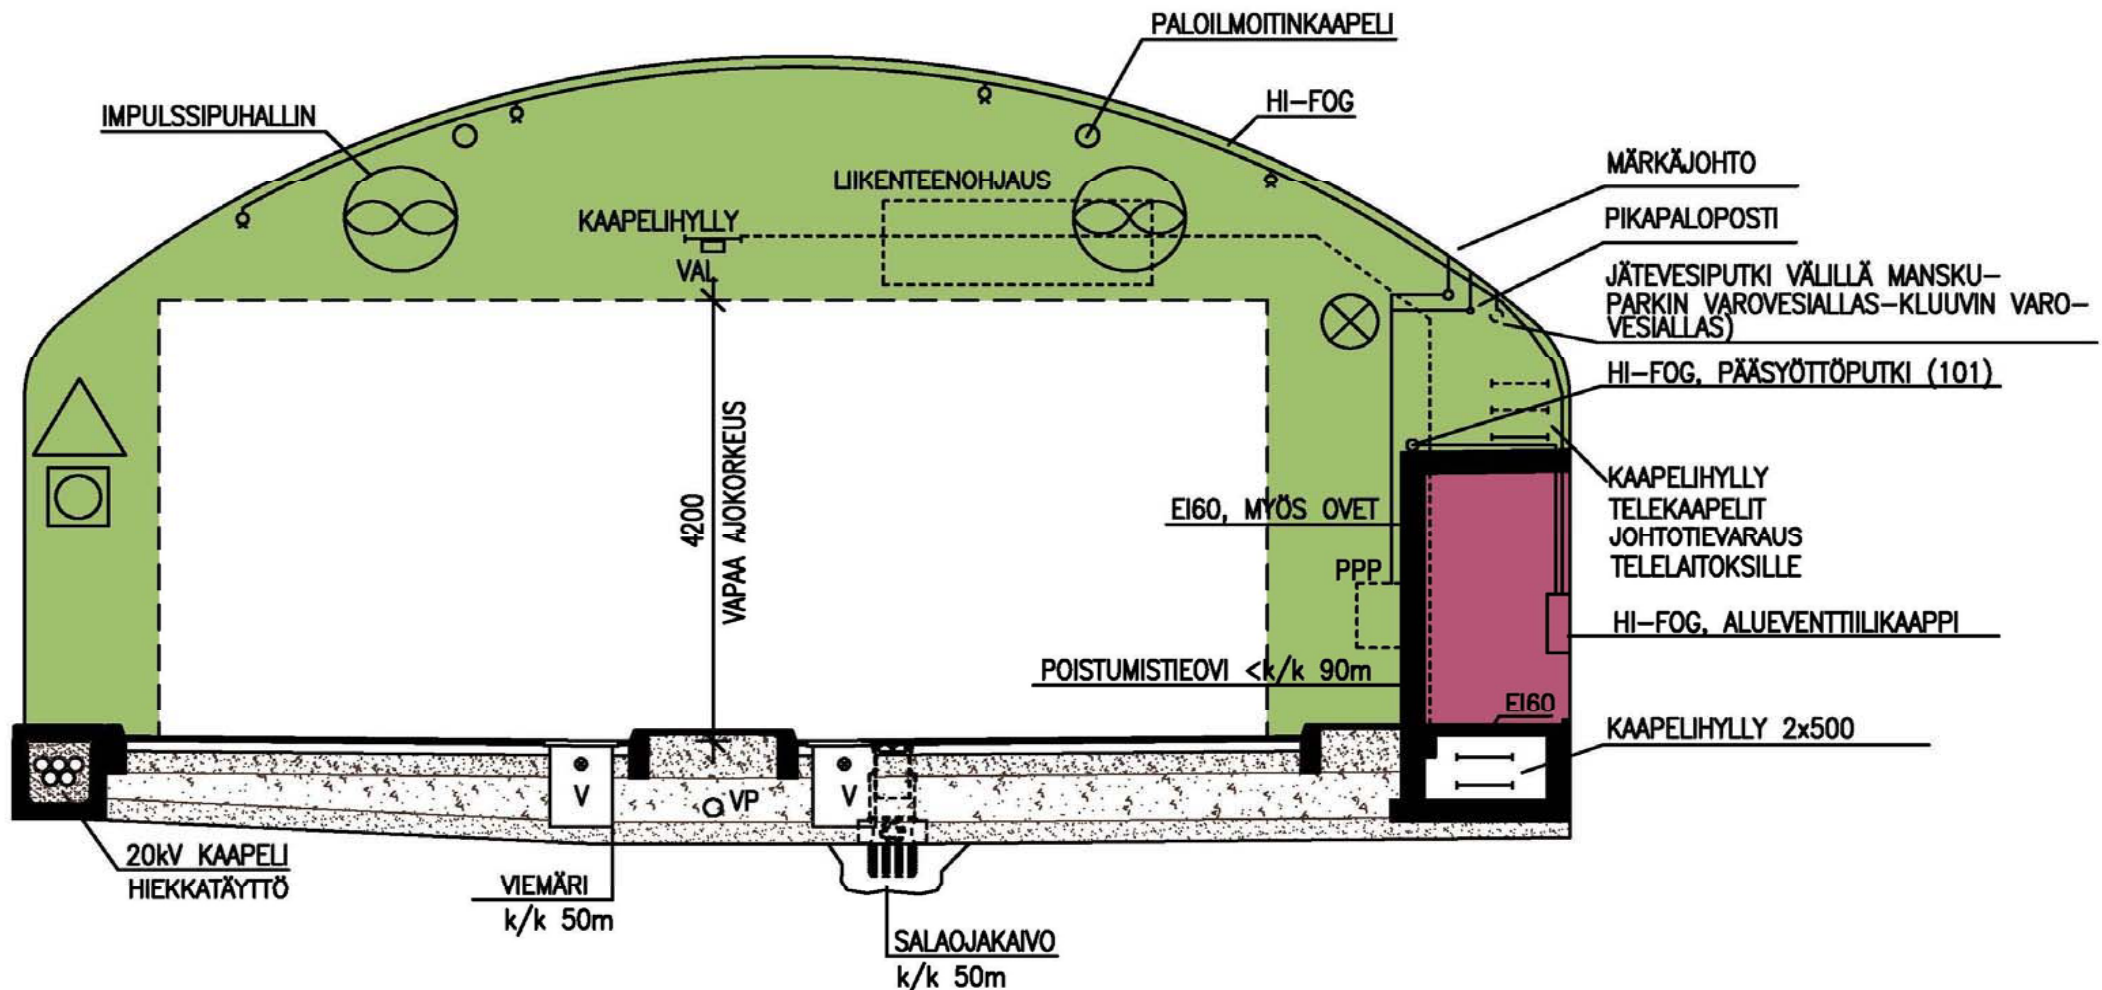 PALOILMOITINKAAPELI
IMPULSSIPUHALLIN
HI-FOG
MÄRKÄJOHTO
LIIKENTEENOHJAUS
KAAPELIHYLLY
PIKAPALOPOSTI
VAL
JÄTEVESIPUTKI VÄLILLÄ MANSKU-
PARKIN VAROVESIALLAS-KLUUVIN VARO-
VESIALLAS)
HI-FOG, PÄÄSYÖTTÖPUTKI (101)
4200
VAPAA AJOKORKEUS
EI60, MYÖS OVET
KAAPELIHYLLY
TELEKAAPELIT
JOHTOTIEVARAUS
TELELAITOKSILLE
PPP
HI-FOG, ALUEVENTTIILIKAAPPI
POISTUMISTIEOVI <k/k 90m
EI60
KAAPELIHYLLY 2x500
V
VP
V
20kV KAAPELI
HIEKKATÄYTTÖ
VIEMÄRI
k/k 50m
SALAOJAKAIVO
k/k 50m